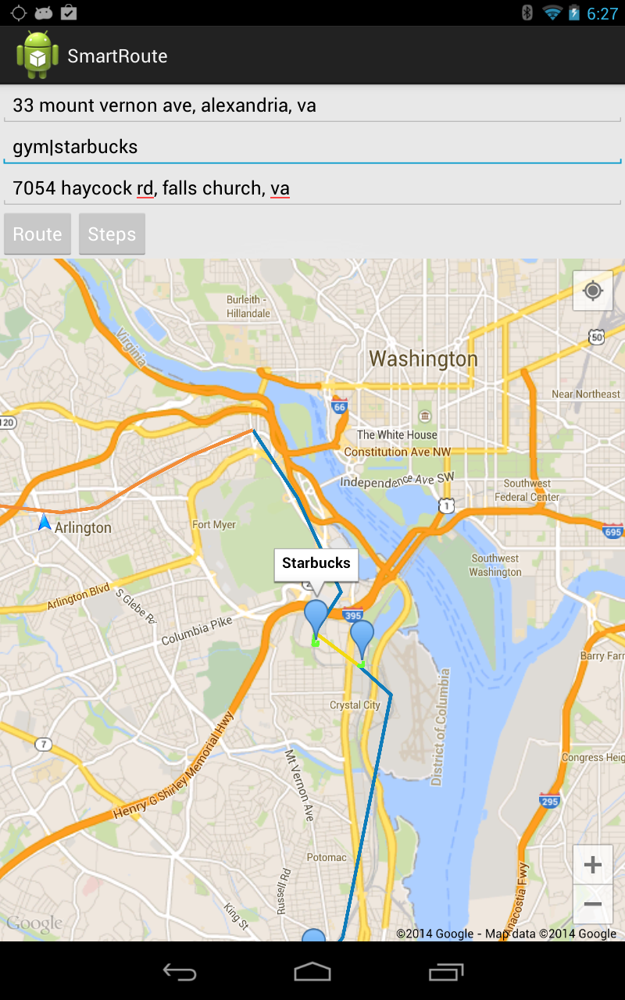 6:27
SmartRoute
33 mount vernon ave, alexandria, va
gym|starbucks
7054 haycock rd, falls church, va
Route Steps
Burleith -
Hillandale
Virginia
50
Washington
Near Northeast
66
120
The White House
Constitution Ave NW
Independence Ave SW
Southwest
Federal Center
1
Arlington
Fort Myer
695
Starbucks
Southwest
Washington
Arlington Blvd
S Glebe Rd
395
Columbia Pike
Barry Farm
Crystal City
District of Columbia
7
Henry G Shirley Memorial Hwy
Mt Vernon Ave
Congress Heig
295
Potomac
Russell Rd
King St
Anacostia Fwy
Google
©2014 Google - Map data ©2014 Google